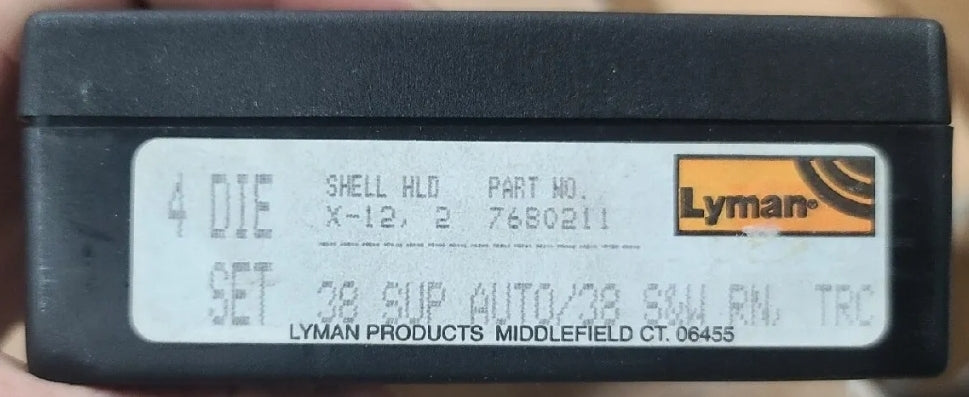 4 DIE
SET
SHELL HLD PART NO.
X-12, 2 7680211
Lyman®
38 SUP AUTO/38 S&W RN, TRC
LYMAN PRODUCTS MIDDLEFIELD CT. 06455